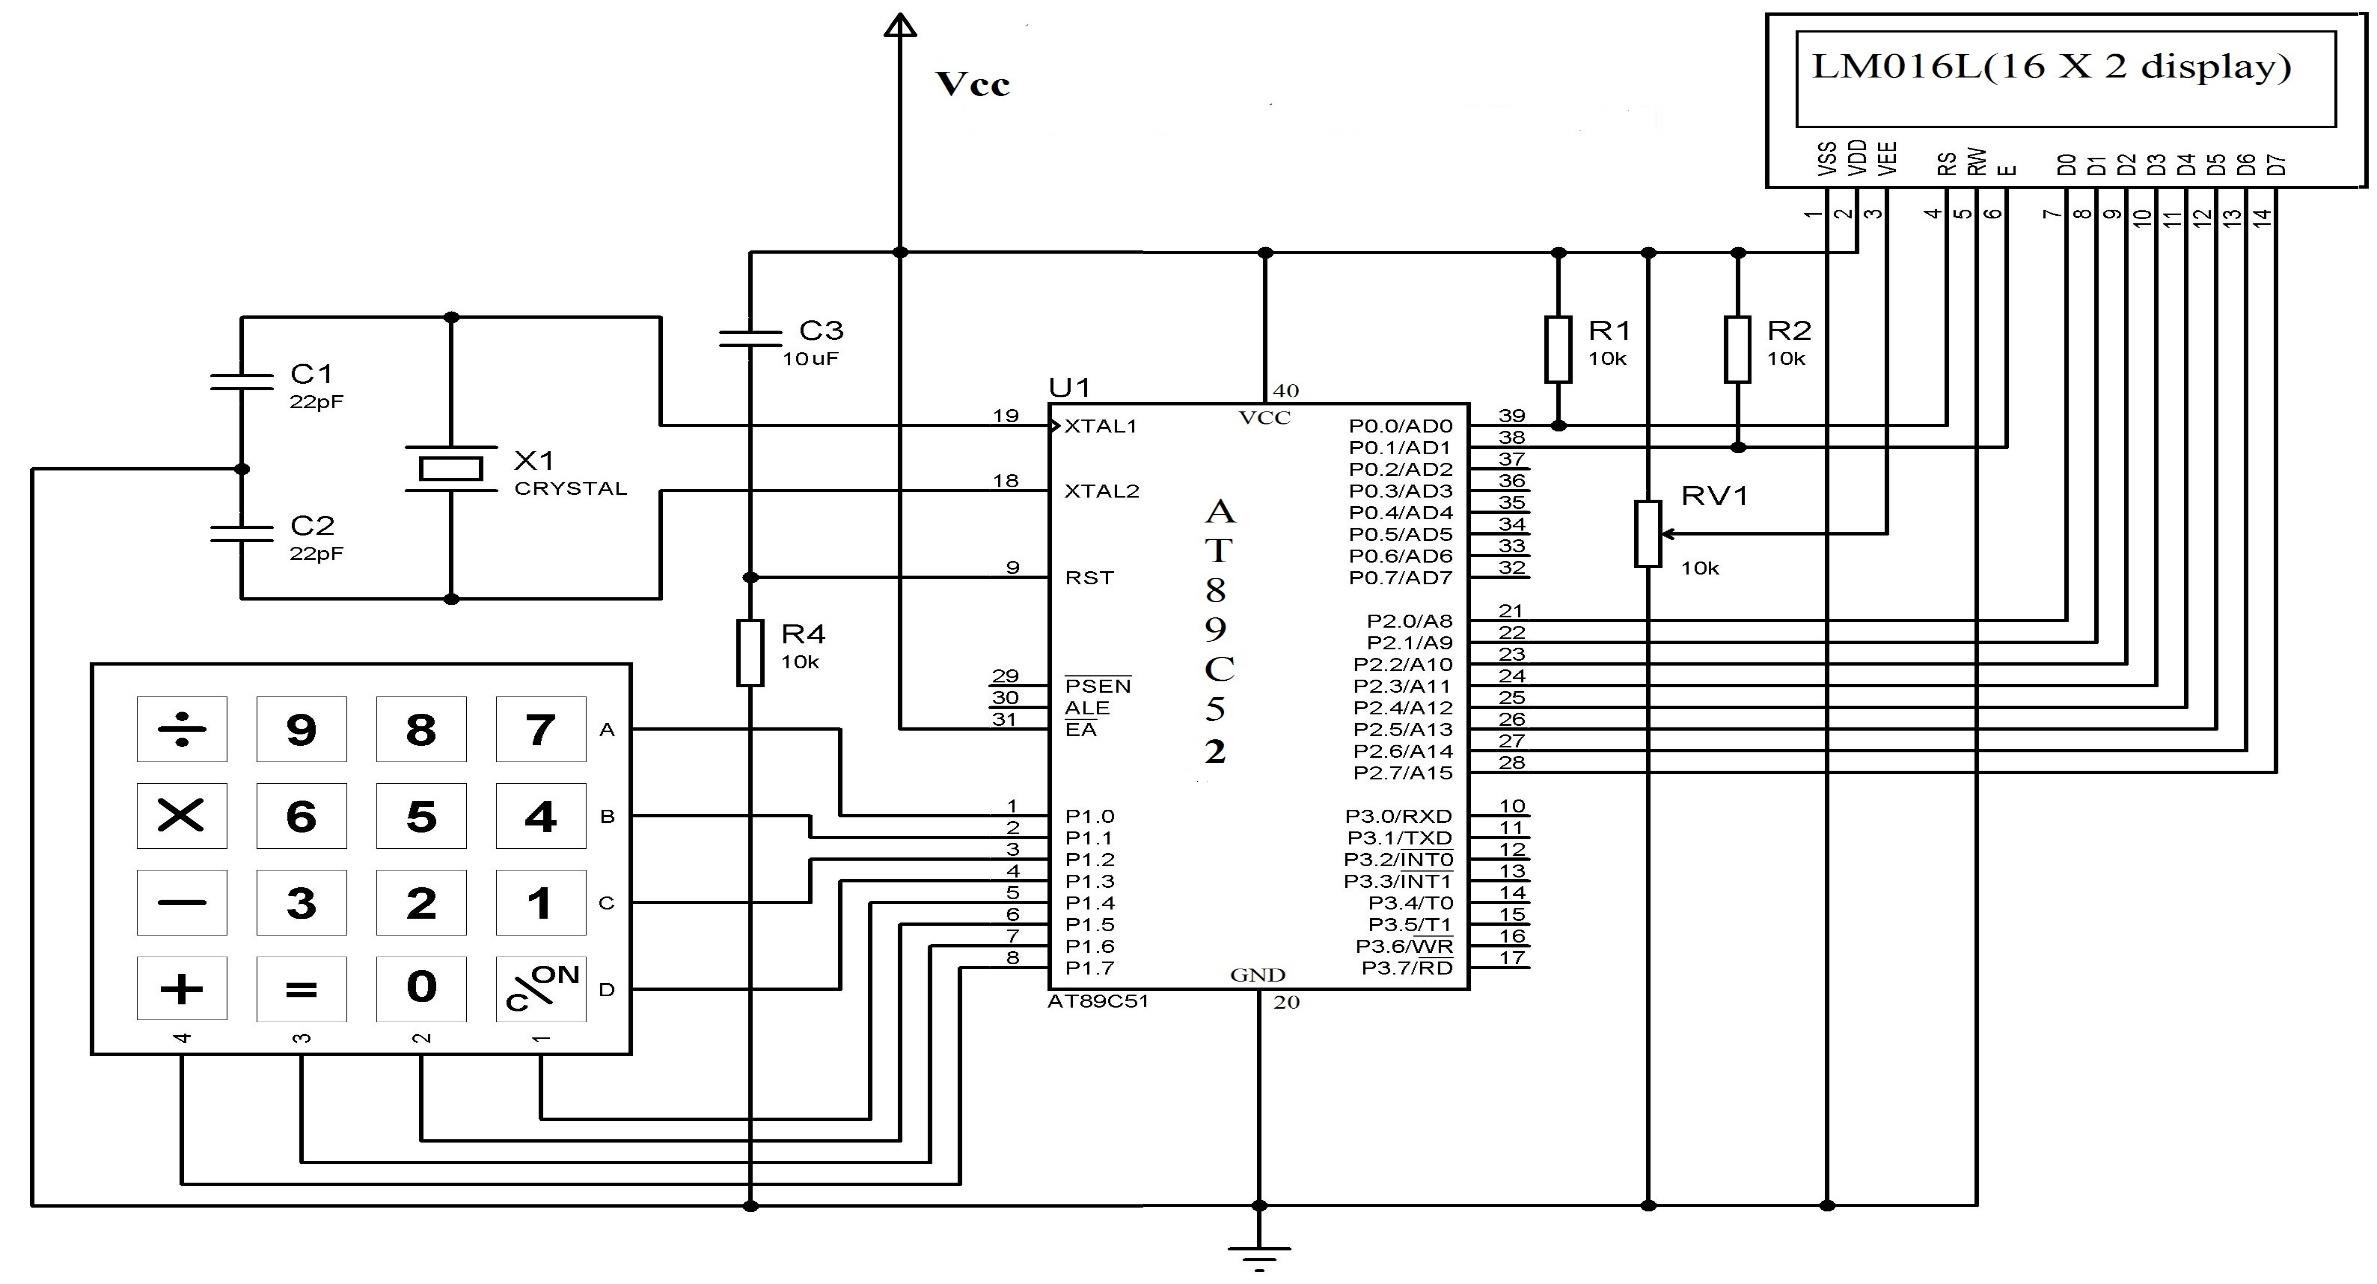 Vcc
LM016L(16 X 2 display)
VSS
VDD
VEE
RS
RW
E
D0
D1
D2
D3
D4
D5
D6
D7
1
2
3
4
5
6
7
8
9
10
11
12
13
14
C1
22pF
C2
22pF
X1
CRYSTAL
C3
10uF
R4
10k
R1
10k
R2
10k
RV1
10k
U1
40
VCC
19 XTAL1
18 XTAL2
9 RST
29 PSEN
30 ALE
31 EA
1 P1.0
2 P1.1
3 P1.2
4 P1.3
5 P1.4
6 P1.5
7 P1.6
8 P1.7
A
T
8
9
C
5
2
P0.0/AD0 39
P0.1/AD1 38
P0.2/AD2 37
P0.3/AD3 36
P0.4/AD4 35
P0.5/AD5 34
P0.6/AD6 33
P0.7/AD7 32
P2.0/A8 21
P2.1/A9 22
P2.2/A10 23
P2.3/A11 24
P2.4/A12 25
P2.5/A13 26
P2.6/A14 27
P2.7/A15 28
P3.0/RXD 10
P3.1/TXD 11
P3.2/INT0 12
P3.3/INT1 13
P3.4/T0 14
P3.5/T1 15
P3.6/WR 16
P3.7/RD 17
GND
20
AT89C51
÷ 9 8 7 A
× 6 5 4 B
− 3 2 1 C
+ = 0 C/ON D
4 3 2 1